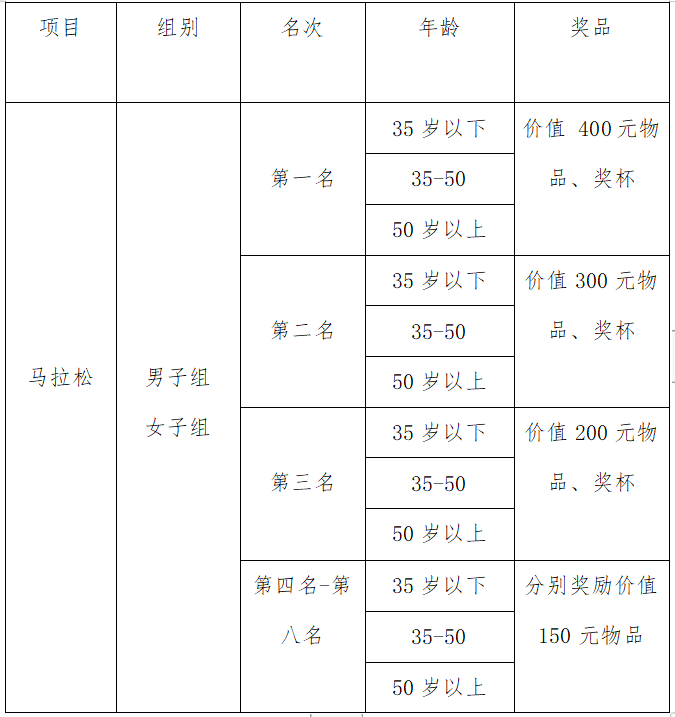 项目 组别 名次 年龄 奖品
马拉松
男子组
女子组
第一名
35 岁以下
35-50
50 岁以上
价值 400 元物
品、奖杯
第二名
35 岁以下
35-50
50 岁以上
价值 300 元物
品、奖杯
第三名
35 岁以下
35-50
50 岁以上
价值 200 元物
品、奖杯
第四名-第
八名
35 岁以下
35-50
50 岁以上
分别奖励价值
150 元物品